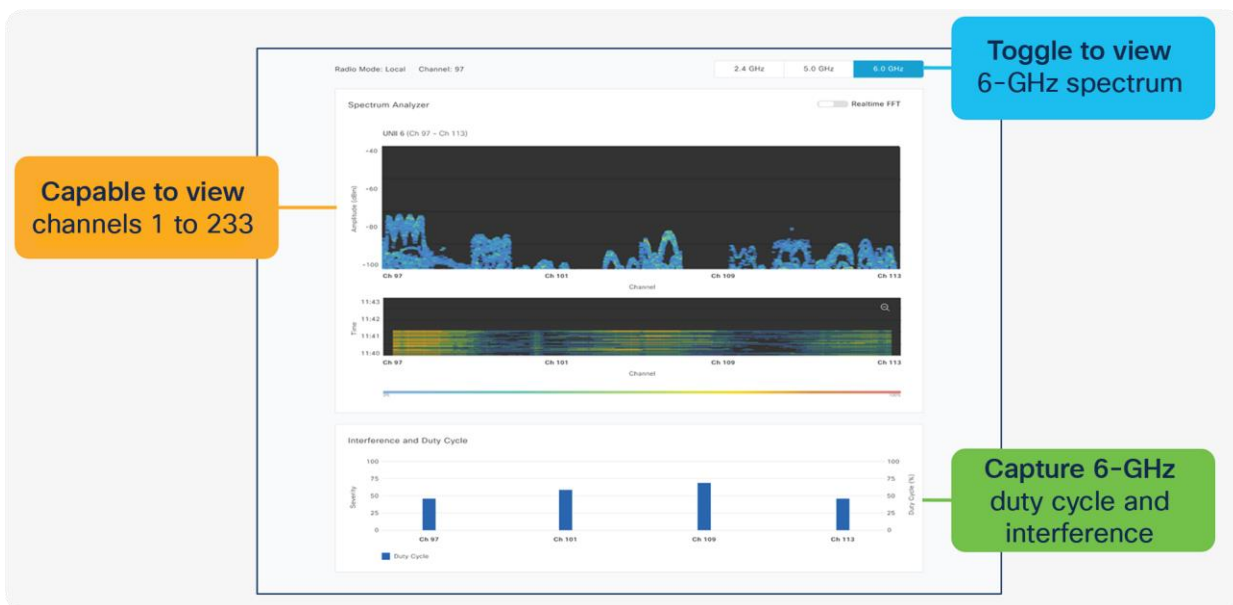 Radio Mode: Local Channel: 97
2.4 GHz 5.0 GHz 6.0 GHz
Toggle to view
6-GHz spectrum
Spectrum Analyzer
Realtime FFT
UNII 6 (Ch 97 - Ch 113)
Capable to view
channels 1 to 233
-40
-60
-80
-100
Amplitude (dBm)
Ch 97 Ch 101 Ch 109 Ch 113
Channel
11:43
11:42
11:41
11:40
Time
Ch 97 Ch 101 Ch 109 Ch 113
Channel
Interference and Duty Cycle
100 100
75 75
50 50
25 25
0 0
Severity
Duty Cycle (%)
Ch 97 Ch 101 Ch 109 Ch 113
Duty Cycle
Capture 6-GHz
duty cycle and
interference